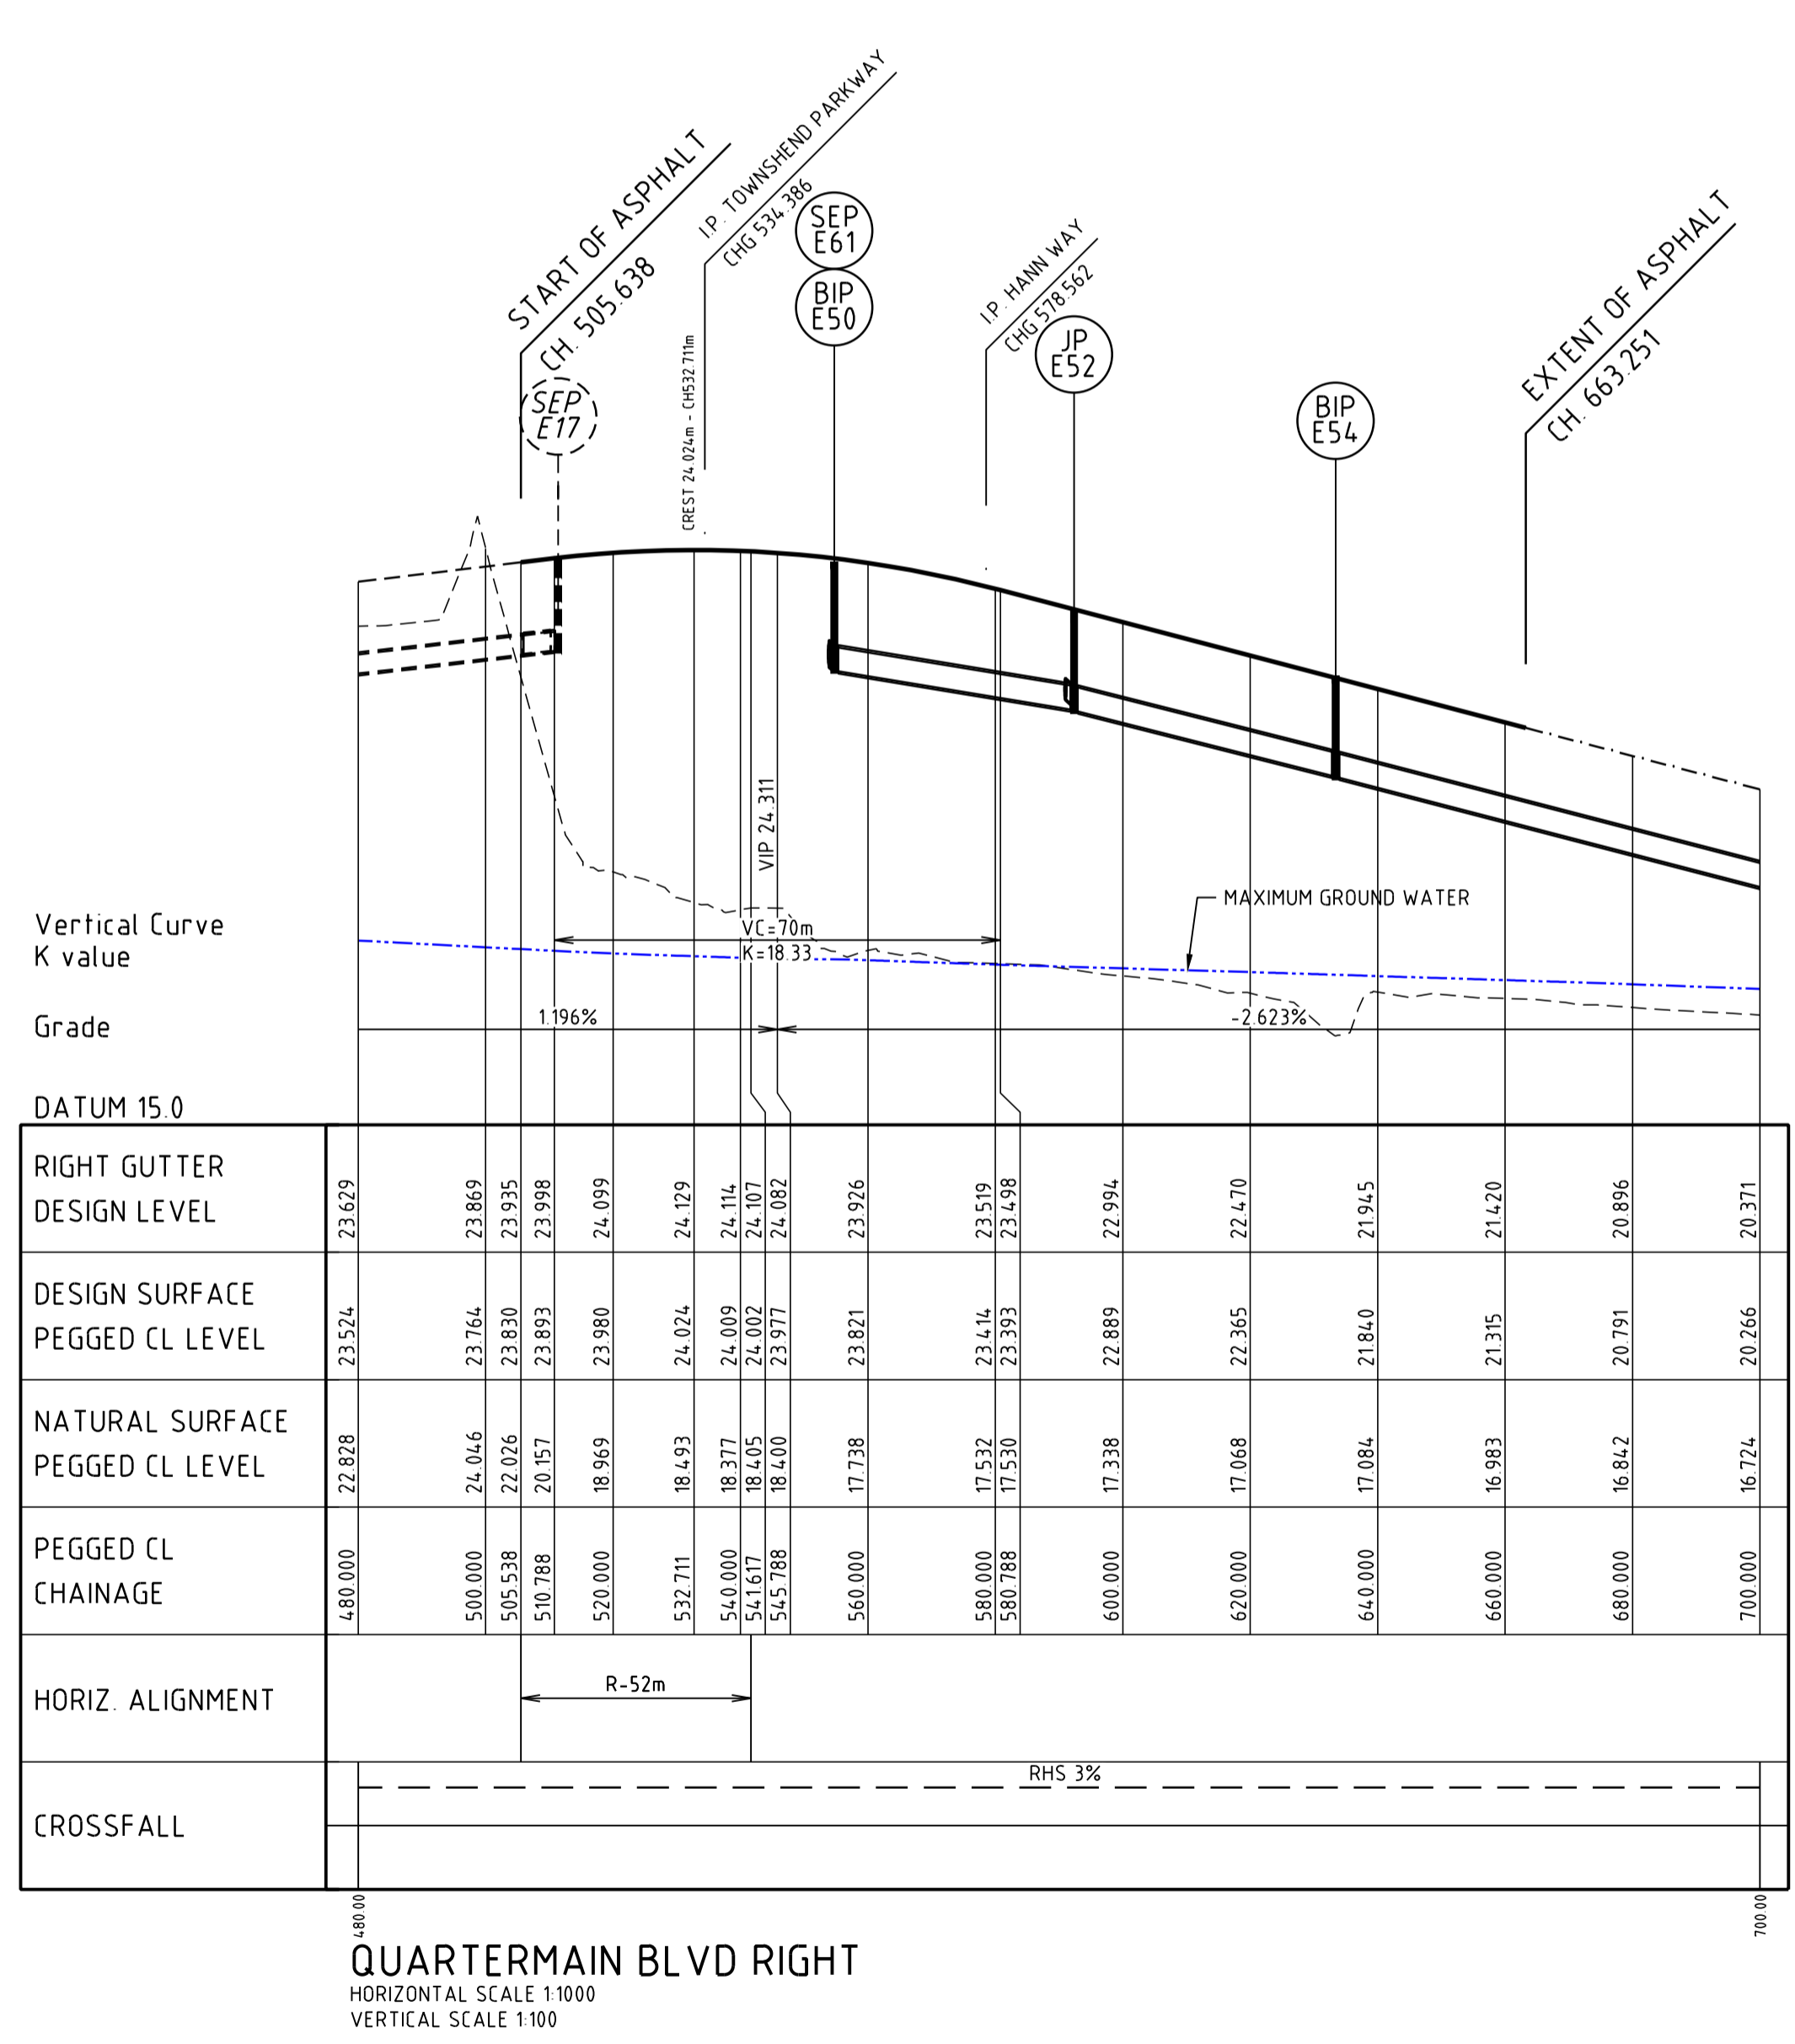 I.P. TOWNSHEND PARKWAY
CHG 534.386
START OF ASPHALT
CH. 505.638
SEP
E61
BIP
E50
I.P. HANN WAY
CHG 578.562
JP
E52
EXTENT OF ASPHALT
CH. 663.251
SEP
E17
BIP
E54
CREST 24.024m - CH532.711m
VIP 24.311
MAXIMUM GROUND WATER
Vertical Curve
K value
VC=70m
K=18.33
Grade
1.196%
-2.623%
DATUM 15.0
RIGHT GUTTER
DESIGN LEVEL
23.629 23.869 23.935 23.998 24.099 24.129 24.114 24.107 24.082 23.926 23.519 23.498 22.994 22.470 21.945 21.420 20.896 20.371
DESIGN SURFACE
PEGGED CL LEVEL
23.524 23.764 23.830 23.893 23.980 24.024 24.009 24.002 23.977 23.821 23.414 23.393 22.889 22.365 21.840 21.315 20.791 20.266
NATURAL SURFACE
PEGGED CL LEVEL
22.828 24.046 22.026 20.157 18.969 18.493 18.377 18.405 18.400 17.738 17.532 17.530 17.338 17.068 17.084 16.983 16.842 16.724
PEGGED CL
CHAINAGE
480.000 500.000 505.538 510.788 520.000 532.711 540.000 541.617 545.788 560.000 580.000 580.788 600.000 620.000 640.000 660.000 680.000 700.000
HORIZ. ALIGNMENT
R-52m
CROSSFALL
RHS 3%
480.00
700.00
QUARTERMAIN BLVD RIGHT
HORIZONTAL SCALE 1:1000
VERTICAL SCALE 1:100